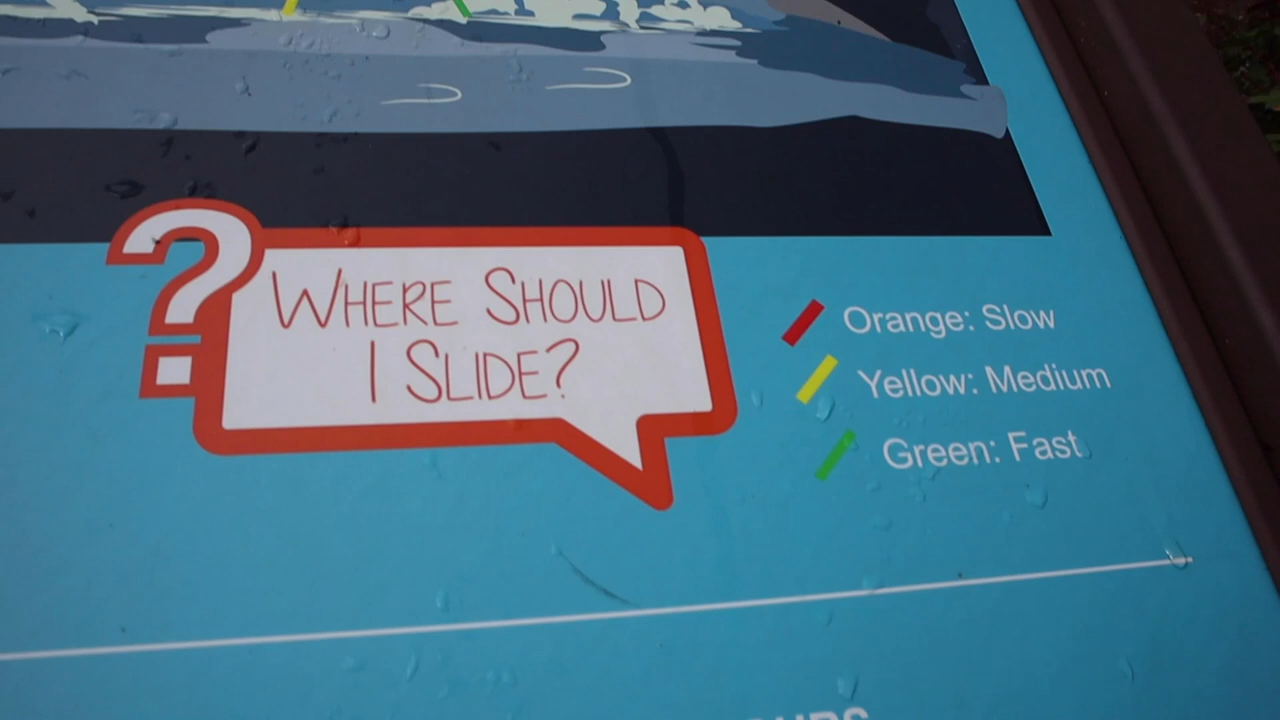 WHERE SHOULD
I SLIDE?
Orange: Slow
Yellow: Medium
Green: Fast